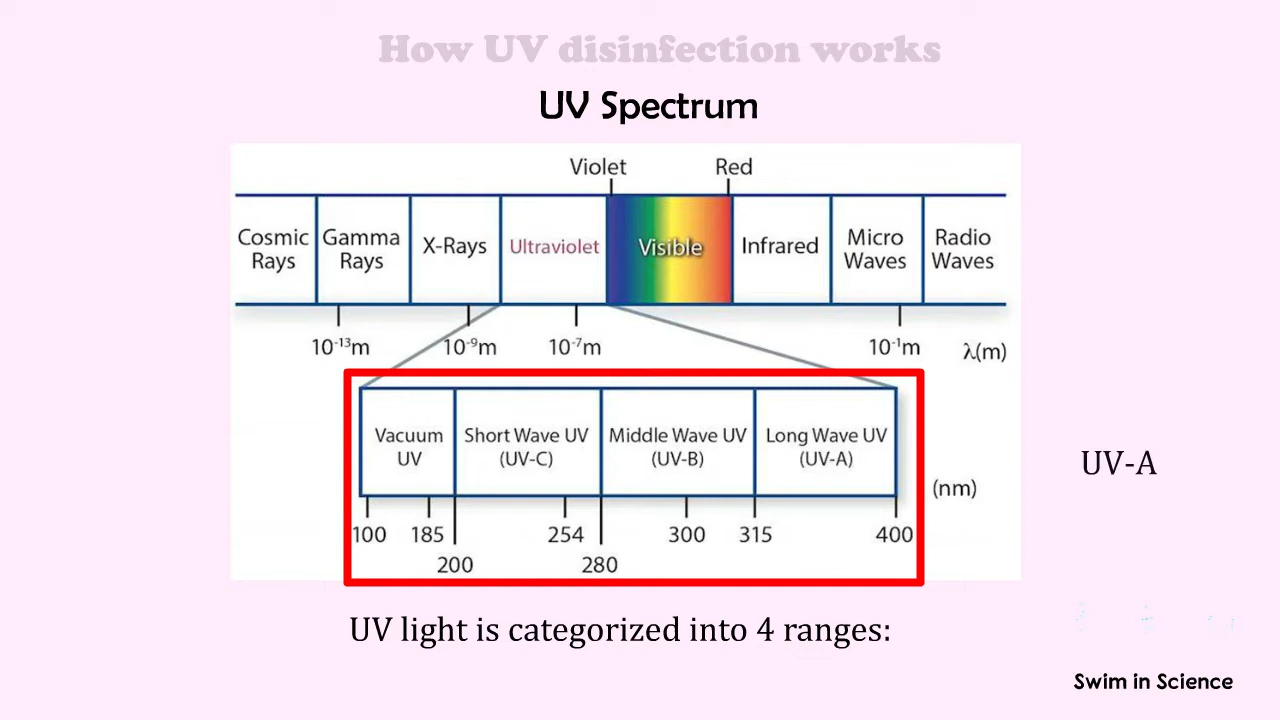 How UV disinfection works
UV Spectrum
Violet
Red
Cosmic
Rays
Gamma
Rays
X-Rays
Ultraviolet
Visible
Infrared
Micro
Waves
Radio
Waves
10⁻¹³m
10⁻⁹m
10⁻⁷m
10⁻¹m
λ(m)
Vacuum
UV
Short Wave UV
(UV-C)
Middle Wave UV
(UV-B)
Long Wave UV
(UV-A)
(nm)
100
185
200
254
280
300
315
400
UV-A
UV light is categorized into 4 ranges:
Swim in Science